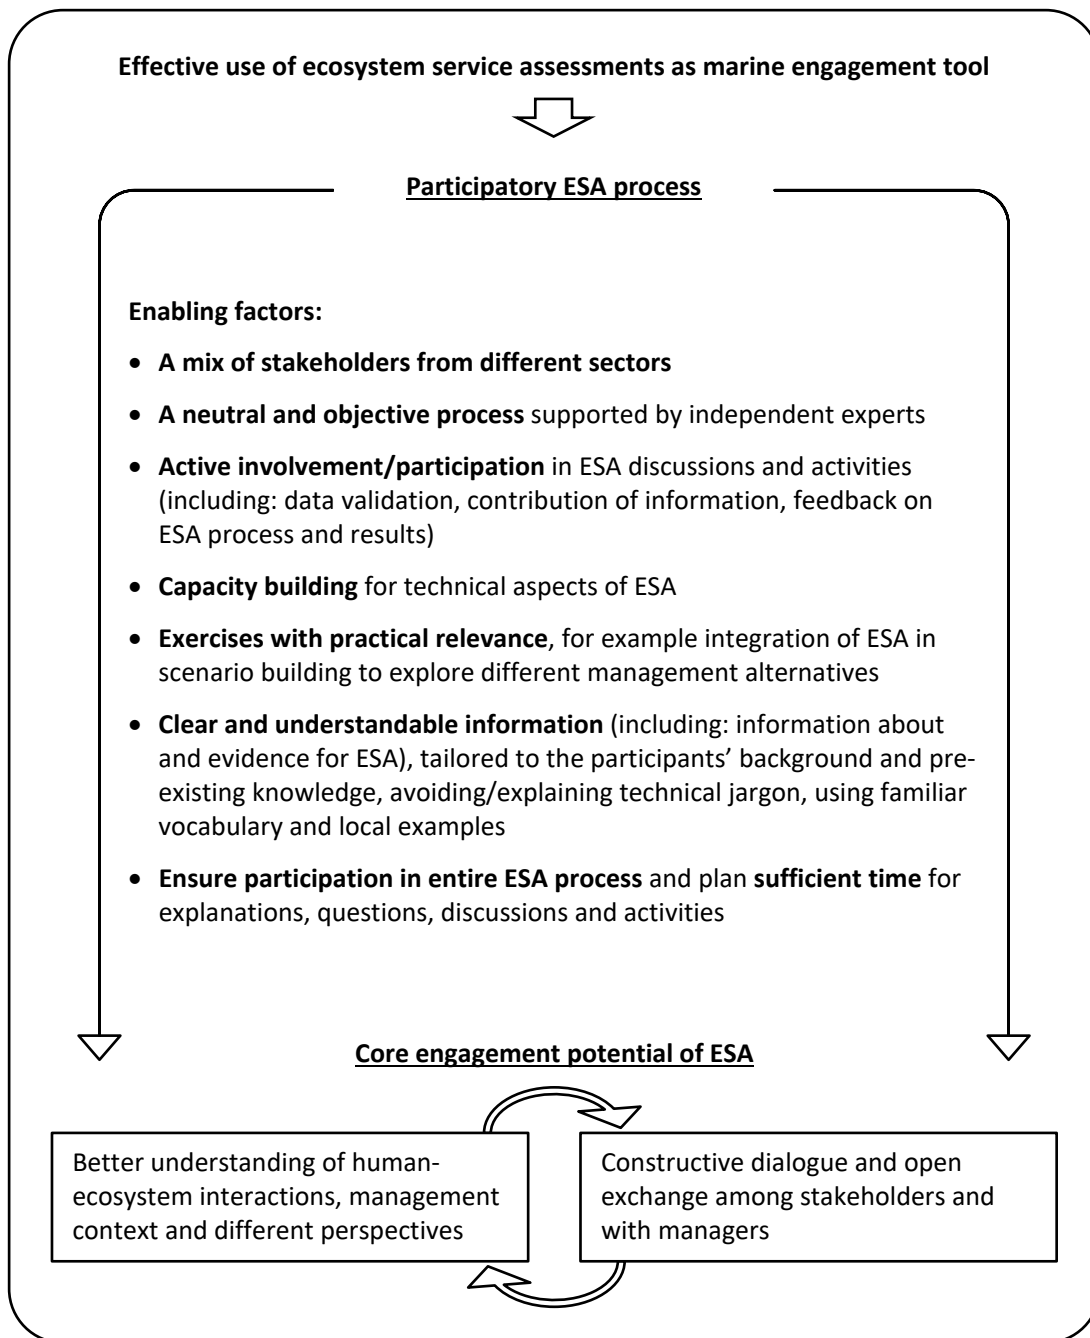 Effective use of ecosystem service assessments as marine engagement tool
Participatory ESA process
Enabling factors:
• A mix of stakeholders from different sectors
• A neutral and objective process supported by independent experts
• Active involvement/participation in ESA discussions and activities
(including: data validation, contribution of information, feedback on
ESA process and results)
• Capacity building for technical aspects of ESA
• Exercises with practical relevance, for example integration of ESA in
scenario building to explore different management alternatives
• Clear and understandable information (including: information about
and evidence for ESA), tailored to the participants’ background and pre-
existing knowledge, avoiding/explaining technical jargon, using familiar
vocabulary and local examples
• Ensure participation in entire ESA process and plan sufficient time for
explanations, questions, discussions and activities
Core engagement potential of ESA
Better understanding of human-
ecosystem interactions, management
context and different perspectives
Constructive dialogue and open
exchange among stakeholders and
with managers